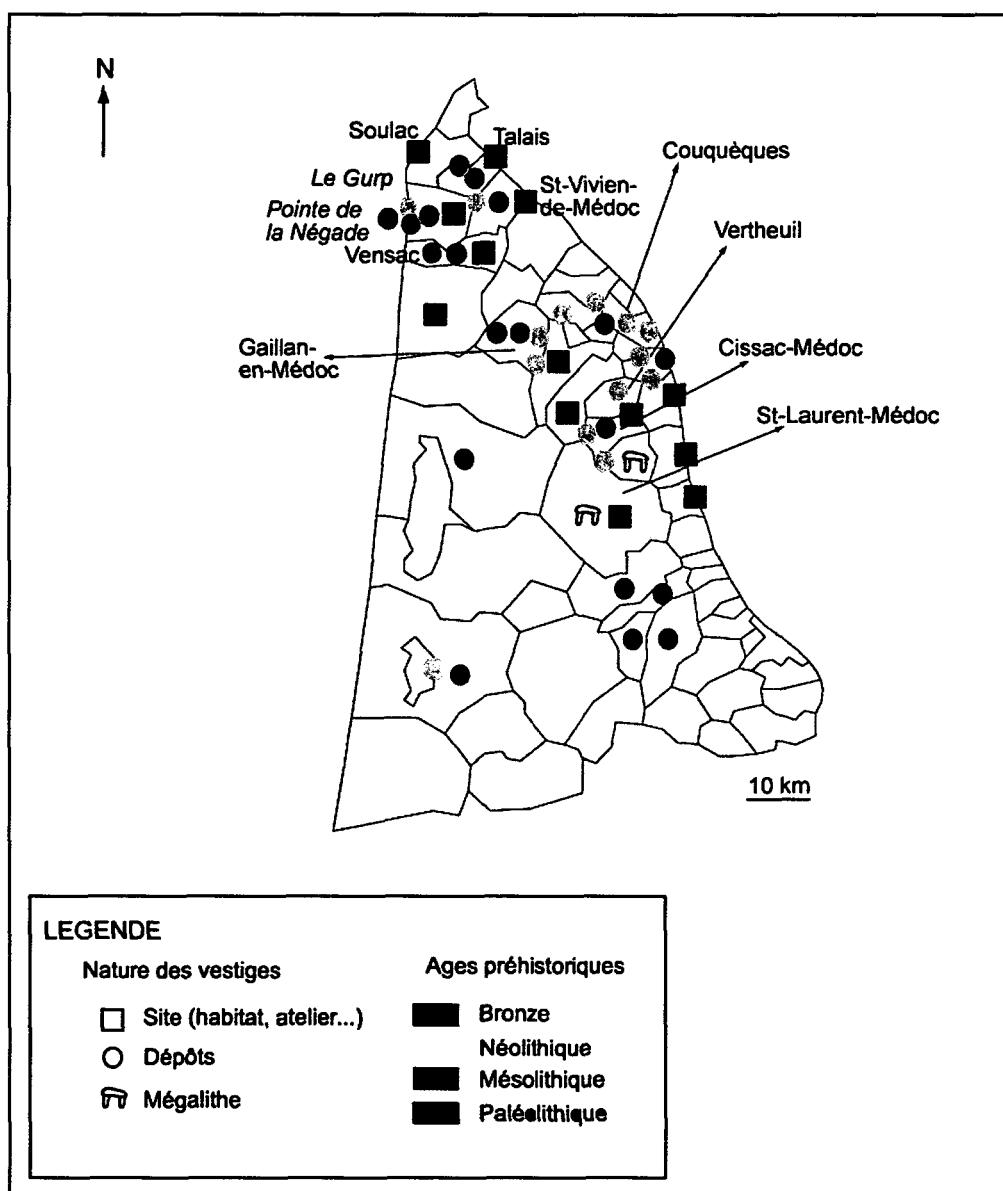 N
Soulac
Talais
Couquèques
Le Gurp
St-Vivien-
de-Médoc
Pointe de
la Négade
Vertheuil
Vensac
Gaillan-
en-Médoc
Cissac-Médoc
St-Laurent-Médoc
10 km
LEGENDE
Nature des vestiges
Site (habitat, atelier...)
Dépôts
Mégalithe
Ages préhistoriques
Bronze
Néolithique
Mésolithique
Paléolithique